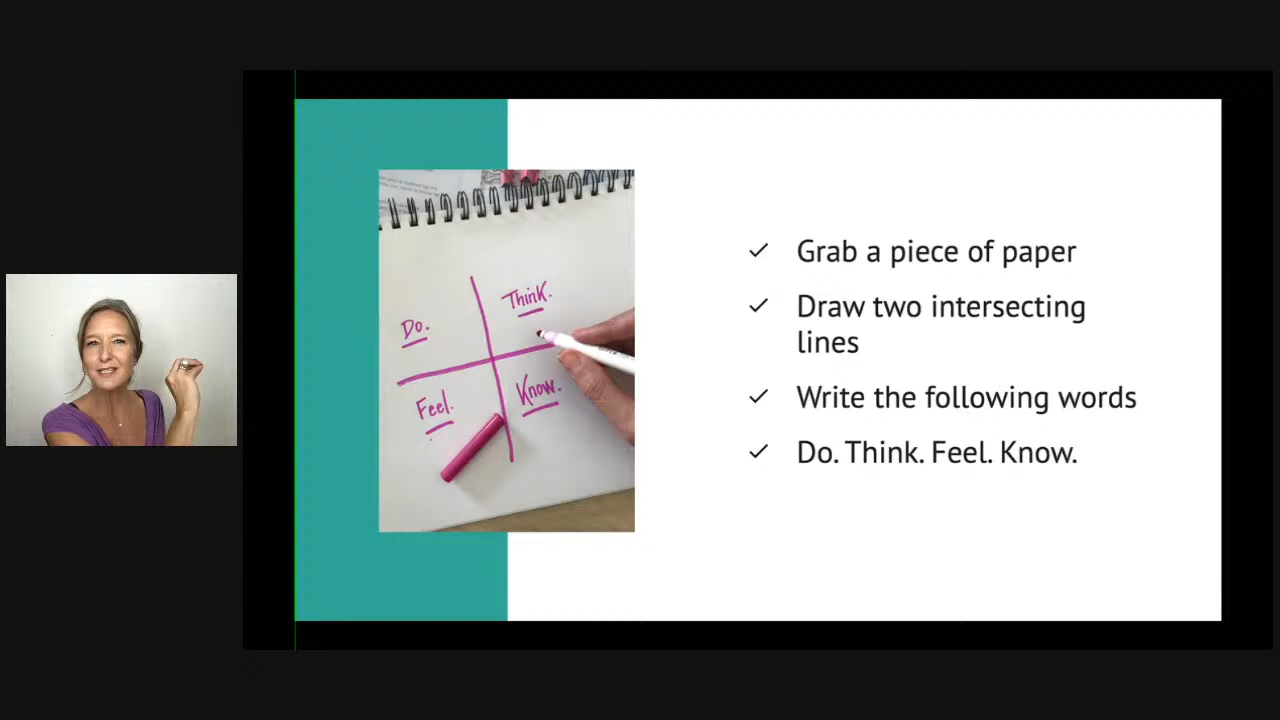 Think.
Do.
Know.
Feel.
Grab a piece of paper
Draw two intersecting
lines
Write the following words
Do. Think. Feel. Know.